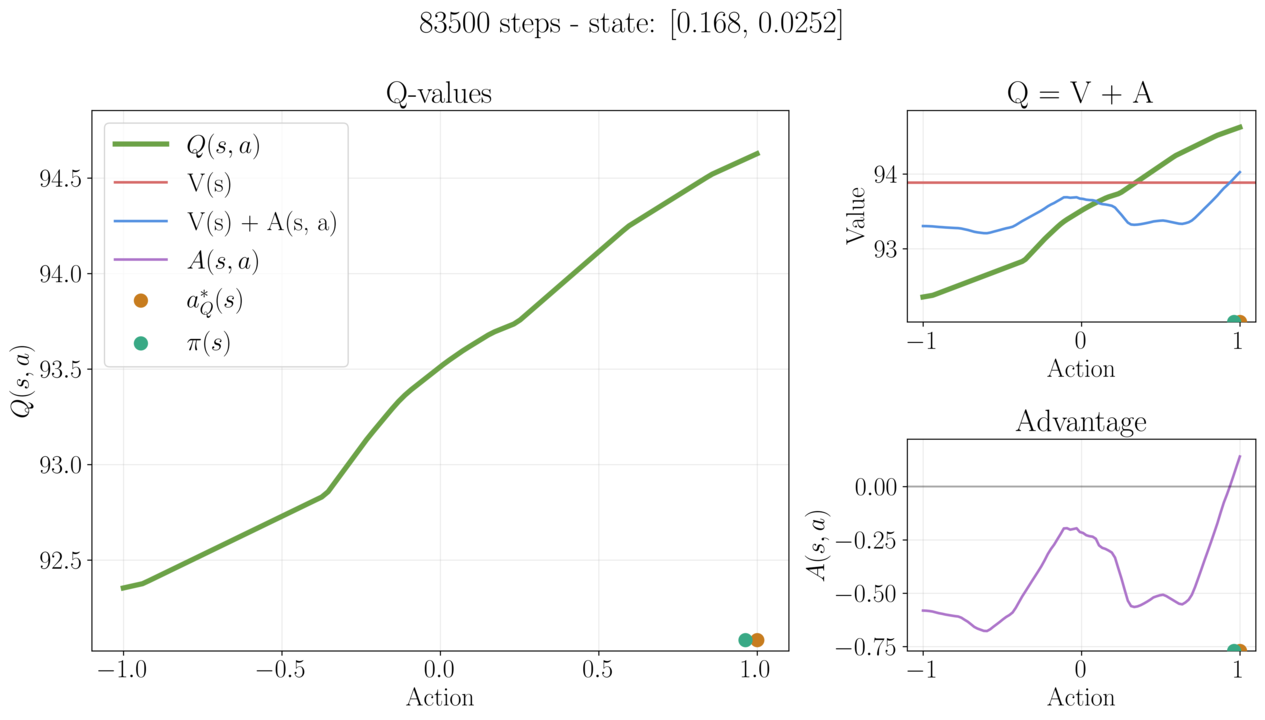 83500 steps - state: [0.168, 0.0252]
Q-values
Q(s, a)
94.5
94.0
93.5
93.0
92.5
−1.0 −0.5 0.0 0.5 1.0
Action
Q(s, a)
V(s)
V(s) + A(s, a)
A(s, a)
a*_Q(s)
π(s)
Q = V + A
Value
94
93
−1 0 1
Action
Advantage
A(s, a)
0.00
−0.25
−0.50
−0.75
−1 0 1
Action